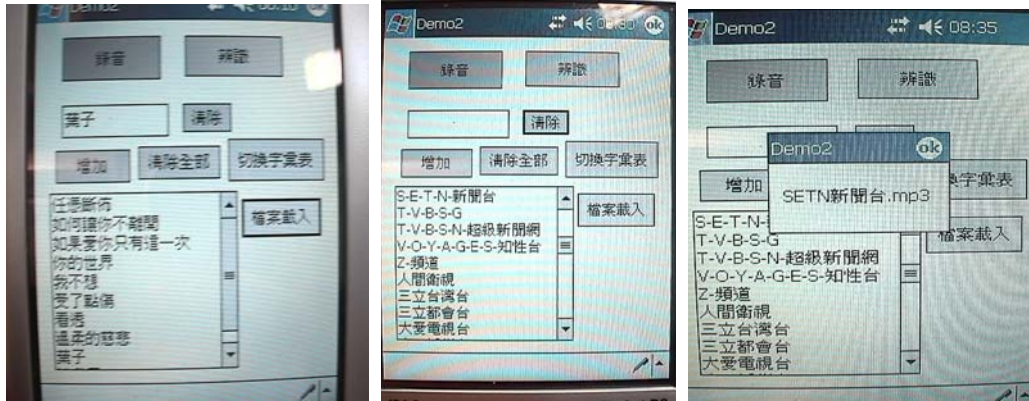 Demo2
錄音 辨識
葉子 清除
增加 清除全部 切換字彙表
任思斷情
如何讓你不離開
如果愛你只有這一次
你的世界
我不想
受了點傷
看透
溫柔的慈悲
葉子
檔案載入
Demo2 ok
錄音 辨識
清除
增加 清除全部 切換字彙表
S-E-T-N-新聞台
T-V-B-S-G
T-V-B-S-N-超級新聞網
V-O-Y-A-G-E-S-知性台
Z-頻道
人間衛視
三立台灣台
三立都會台
大愛電視台
檔案載入
Demo2 08:35
錄音 辨識
Demo2 ok
SETN新聞台.mp3
增加 字彙表
S-E-T-N-
T-V-B-S-G
T-V-B-S-N-超級新聞網
V-O-Y-A-G-E-S-知性台
Z-頻道
人間衛視
三立台灣台
三立都會台
大愛電視台
檔案載入